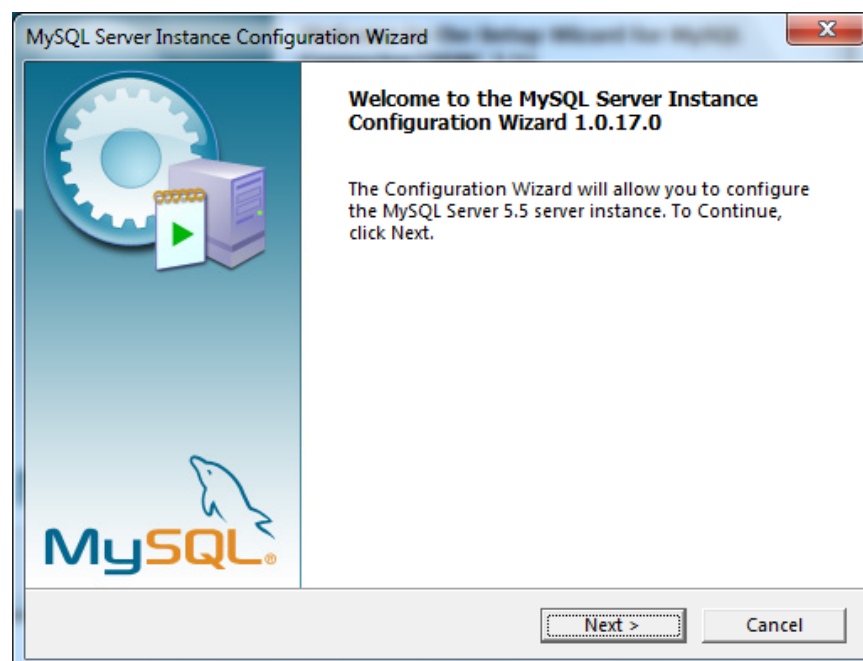 MySQL Server Instance Configuration Wizard
Welcome to the MySQL Server Instance
Configuration Wizard 1.0.17.0
The Configuration Wizard will allow you to configure
the MySQL Server 5.5 server instance. To Continue,
click Next.
MySQL®
Next >
Cancel